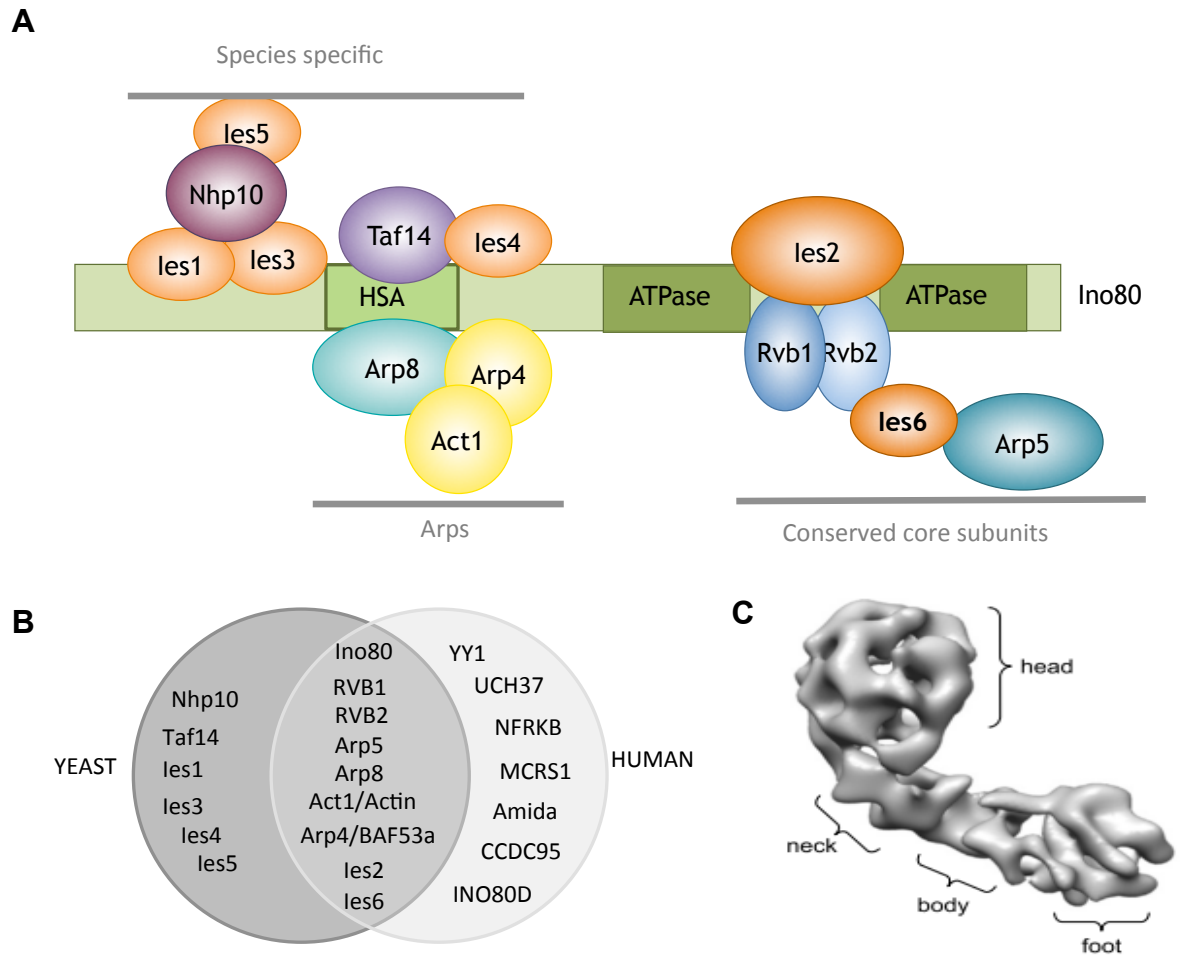 A
Species specific
Ies5
Nhp10
Taf14
Ies4
Ies1
Ies3
Ies2
HSA
ATPase
ATPase
Ino80
Arp8
Arp4
Rvb1
Rvb2
Act1
Ies6
Arp5
Arps
Conserved core subunits
B
YEAST
Nhp10
Taf14
Ies1
Ies3
Ies4
Ies5
Ino80
RVB1
RVB2
Arp5
Arp8
Act1/Actin
Arp4/BAF53a
Ies2
Ies6
YY1
UCH37
NFRKB
MCRS1
Amida
CCDC95
INO80D
HUMAN
C
head
neck
body
foot